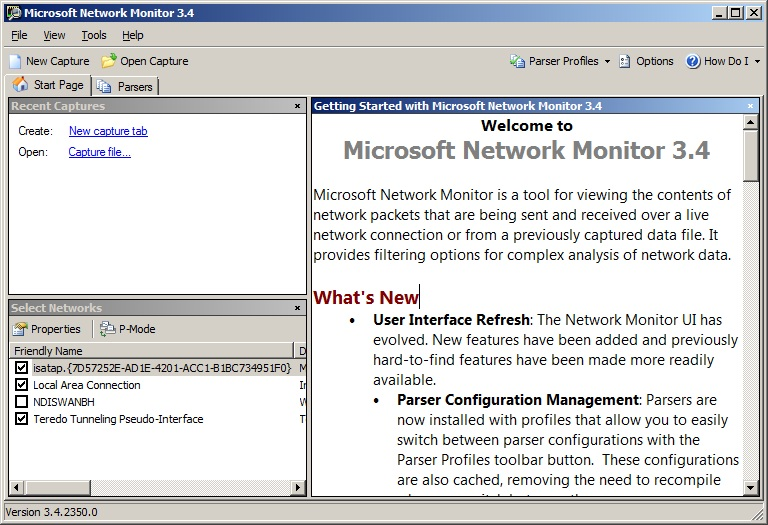 Microsoft Network Monitor 3.4
File View Tools Help
New Capture Open Capture Parser Profiles Options How Do I
Start Page Parsers
Recent Captures
Create: New capture tab
Open: Capture file...
Select Networks
Properties P-Mode
Friendly Name D
isatap.{7D57252E-AD1E-4201-ACC1-B1BC734951F0} M
Local Area Connection
NDISWANBH
Teredo Tunneling Pseudo-Interface T
Getting Started with Microsoft Network Monitor 3.4
Welcome to
Microsoft Network Monitor 3.4
Microsoft Network Monitor is a tool for viewing the contents of
network packets that are being sent and received over a live
network connection or from a previously captured data file. It
provides filtering options for complex analysis of network data.
What's New
• User Interface Refresh: The Network Monitor UI has
evolved. New features have been added and previously
hard-to-find features have been made more readily
available.
• Parser Configuration Management: Parsers are
now installed with profiles that allow you to easily
switch between parser configurations with the
Parser Profiles toolbar button. These configurations
are also cached, removing the need to recompile
Version 3.4.2350.0